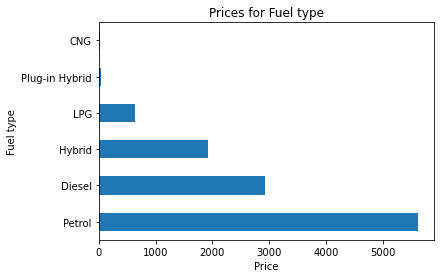 Prices for Fuel type
CNG
Plug-in Hybrid
LPG
Hybrid
Diesel
Petrol
Fuel type
0 1000 2000 3000 4000 5000
Price